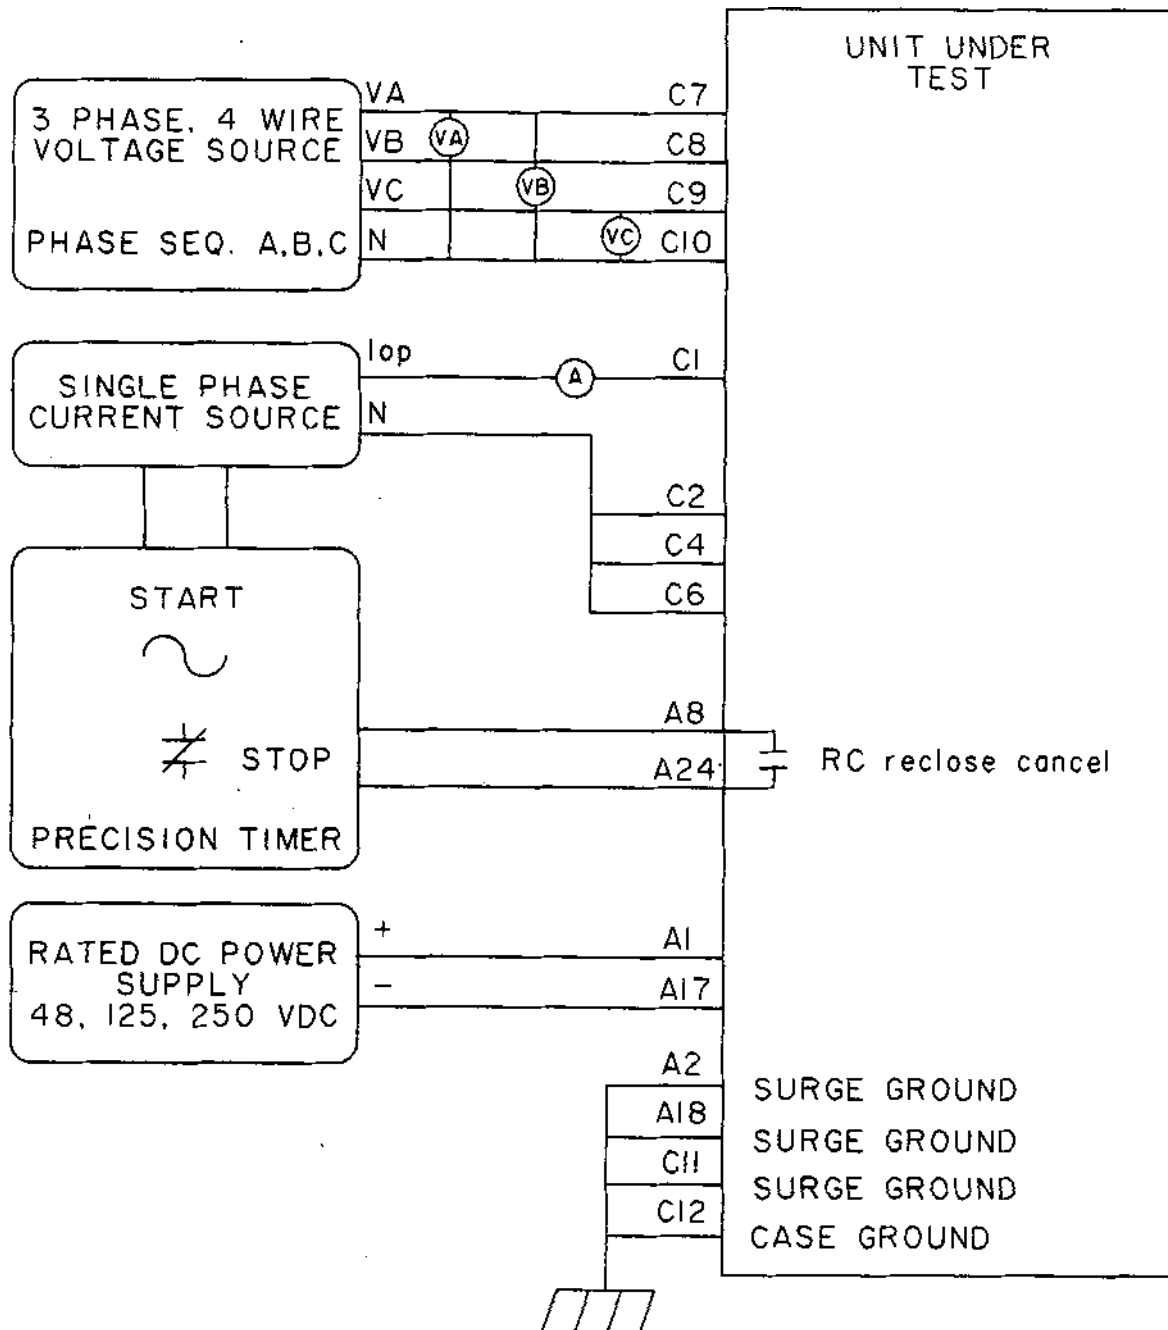 UNIT UNDER
TEST
3 PHASE, 4 WIRE
VOLTAGE SOURCE
PHASE SEQ. A,B,C
VA
VB
VC
N
VA
VB
VC
C7
C8
C9
C10
SINGLE PHASE
CURRENT SOURCE
Iop
N
A
C1
C2
C4
C6
START
STOP
PRECISION TIMER
A8
A24
RC reclose cancel
RATED DC POWER
SUPPLY
48, 125, 250 VDC
+
-
A1
A17
A2
SURGE GROUND
A18
SURGE GROUND
C11
SURGE GROUND
C12
CASE GROUND